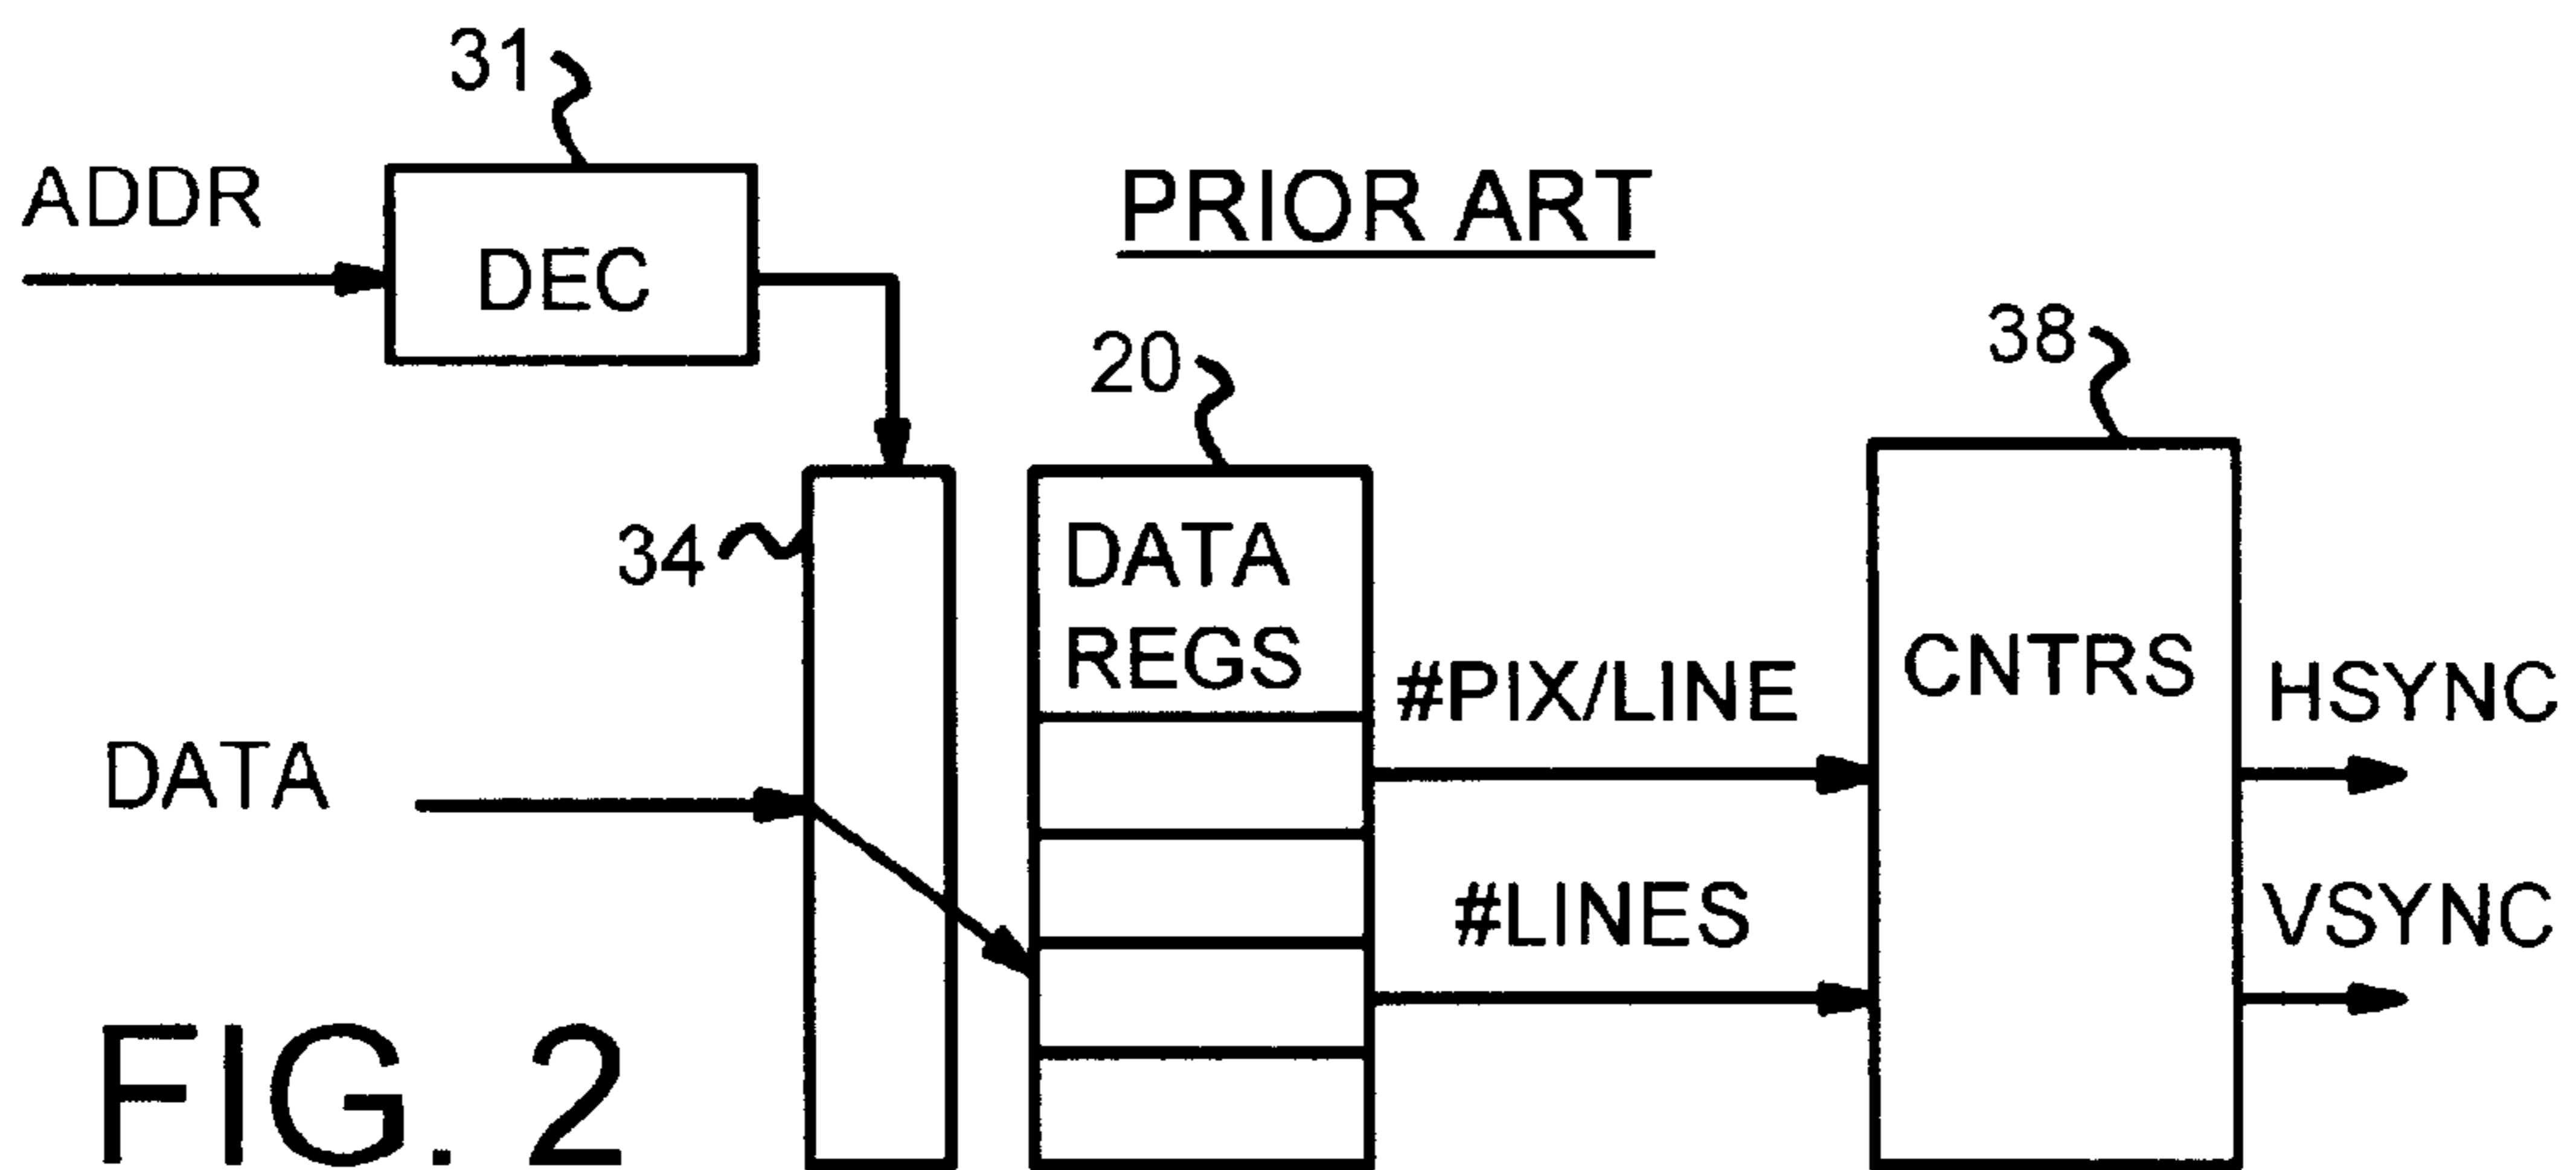 31
ADDR
DEC
PRIOR ART
20
38
34
DATA
REGS
#PIX/LINE
CNTRS
HSYNC
DATA
#LINES
VSYNC
FIG. 2